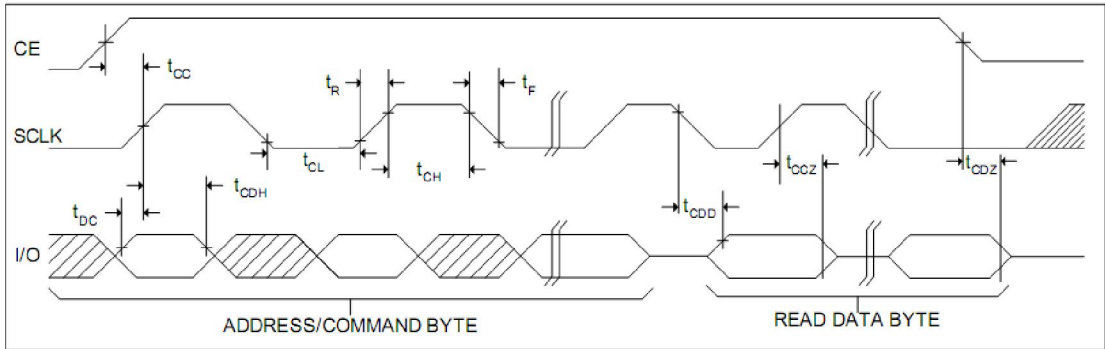 CE
tCC
tR
tF
SCLK
tCL
tCH
tCCZ
tCDZ
tCDH
tDC
tCDD
I/O
ADDRESS/COMMAND BYTE
READ DATA BYTE